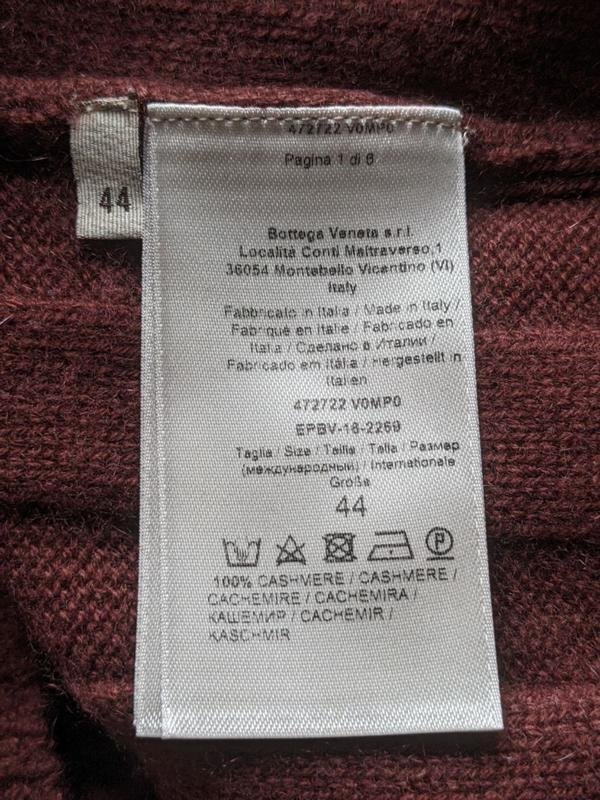 44
472722 V0MP0
Pagina 1 di 6
Bottega Veneta s.r.l.
Località Conti Maltraverso,1
36054 Montebello Vicentino (VI)
Italy
Fabbricato in Italia / Made in Italy /
Fabriqué en Italie / Fabricado en
Italia / Сделано в Италии /
Fabricado em Itália / Hergestellt in
Italien
472722 V0MP0
EPBV-16-2269
Taglia / Size / Taille / Talla / Размер
(международный) / Internationale
Größe
44
P
100% CASHMERE / CASHMERE /
CACHEMIRE / CACHEMIRA /
КАШЕМИР / CACHEMIR /
KASCHMIR